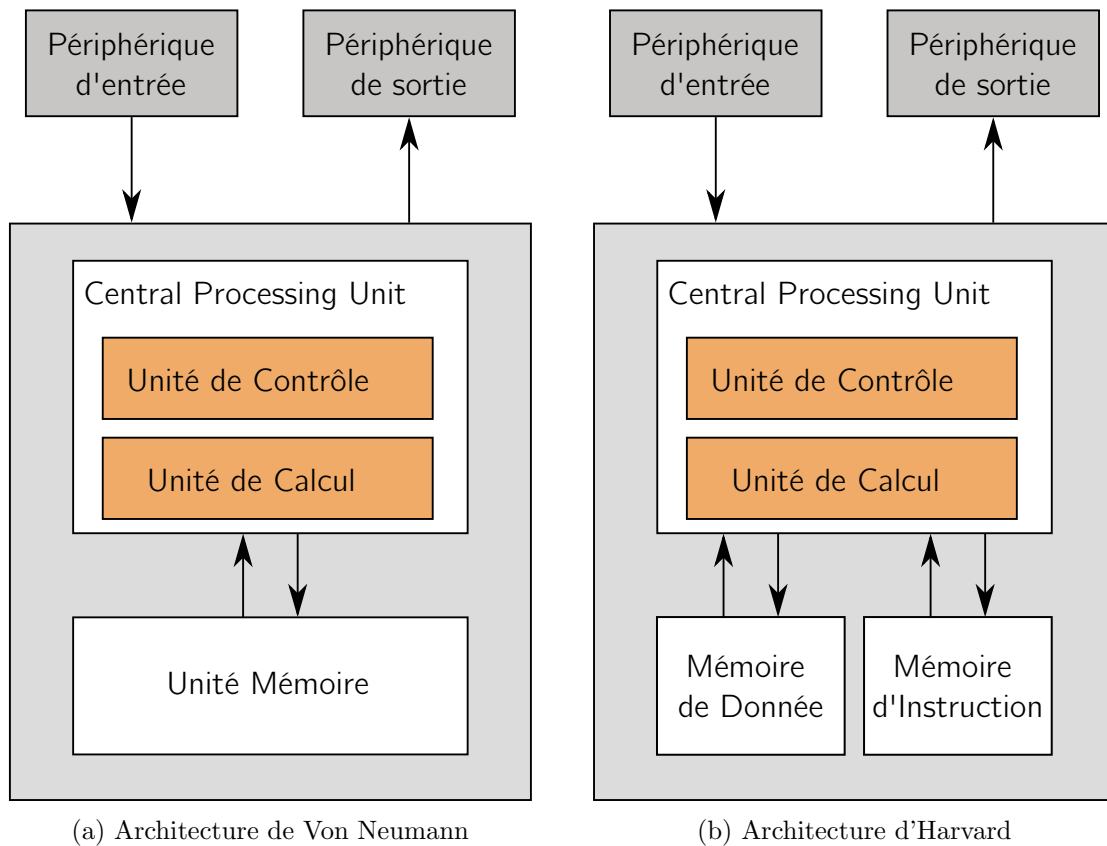 Périphérique
d'entrée
Périphérique
de sortie
Central Processing Unit
Unité de Contrôle
Unité de Calcul
Unité Mémoire
(a) Architecture de Von Neumann
Périphérique
d'entrée
Périphérique
de sortie
Central Processing Unit
Unité de Contrôle
Unité de Calcul
Mémoire
de Donnée
Mémoire
d'Instruction
(b) Architecture d'Harvard